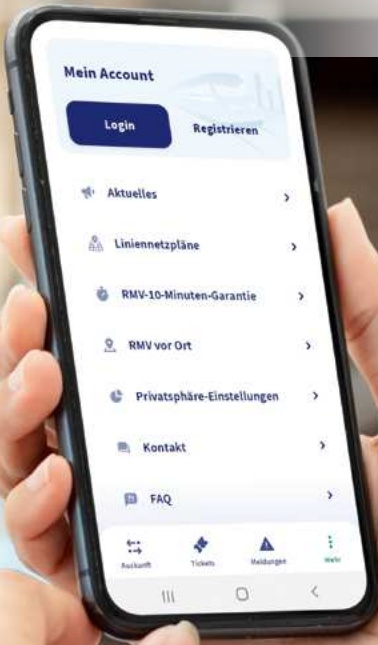 Mein Account
Login
Registrieren
Aktuelles
Liniennetzpläne
RMV-10-Minuten-Garantie
RMV vor Ort
Privatsphäre-Einstellungen
Kontakt
FAQ
Auskunft Tickets Meldungen Mehr